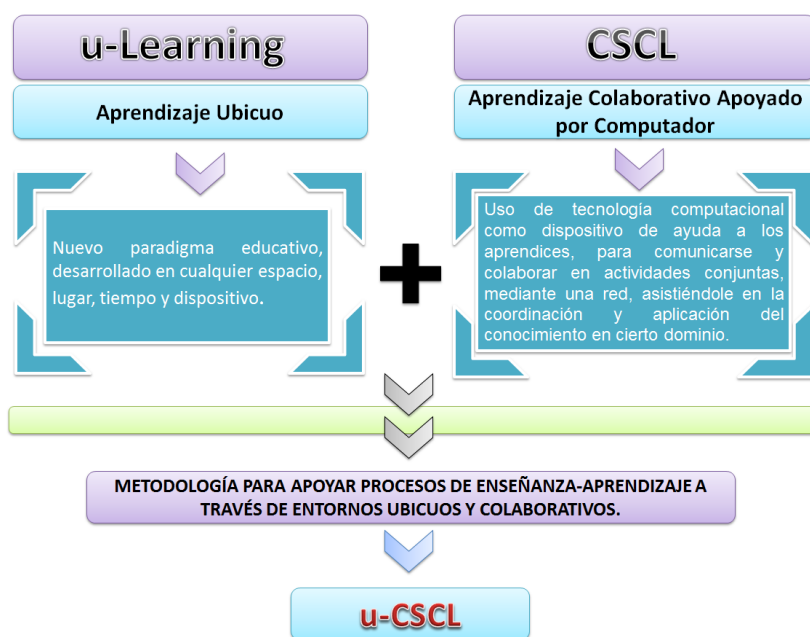 u-Learning
Aprendizaje Ubicuo
Nuevo paradigma educativo,
desarrollado en cualquier espacio,
lugar, tiempo y dispositivo.
CSCL
Aprendizaje Colaborativo Apoyado
por Computador
Uso de tecnología computacional
como dispositivo de ayuda a los
aprendices, para comunicarse y
colaborar en actividades conjuntas,
mediante una red, asistiéndole en la
coordinación y aplicación del
conocimiento en cierto dominio.
METODOLOGÍA PARA APOYAR PROCESOS DE ENSEÑANZA-APRENDIZAJE A
TRAVÉS DE ENTORNOS UBICUOS Y COLABORATIVOS.
u-CSCL